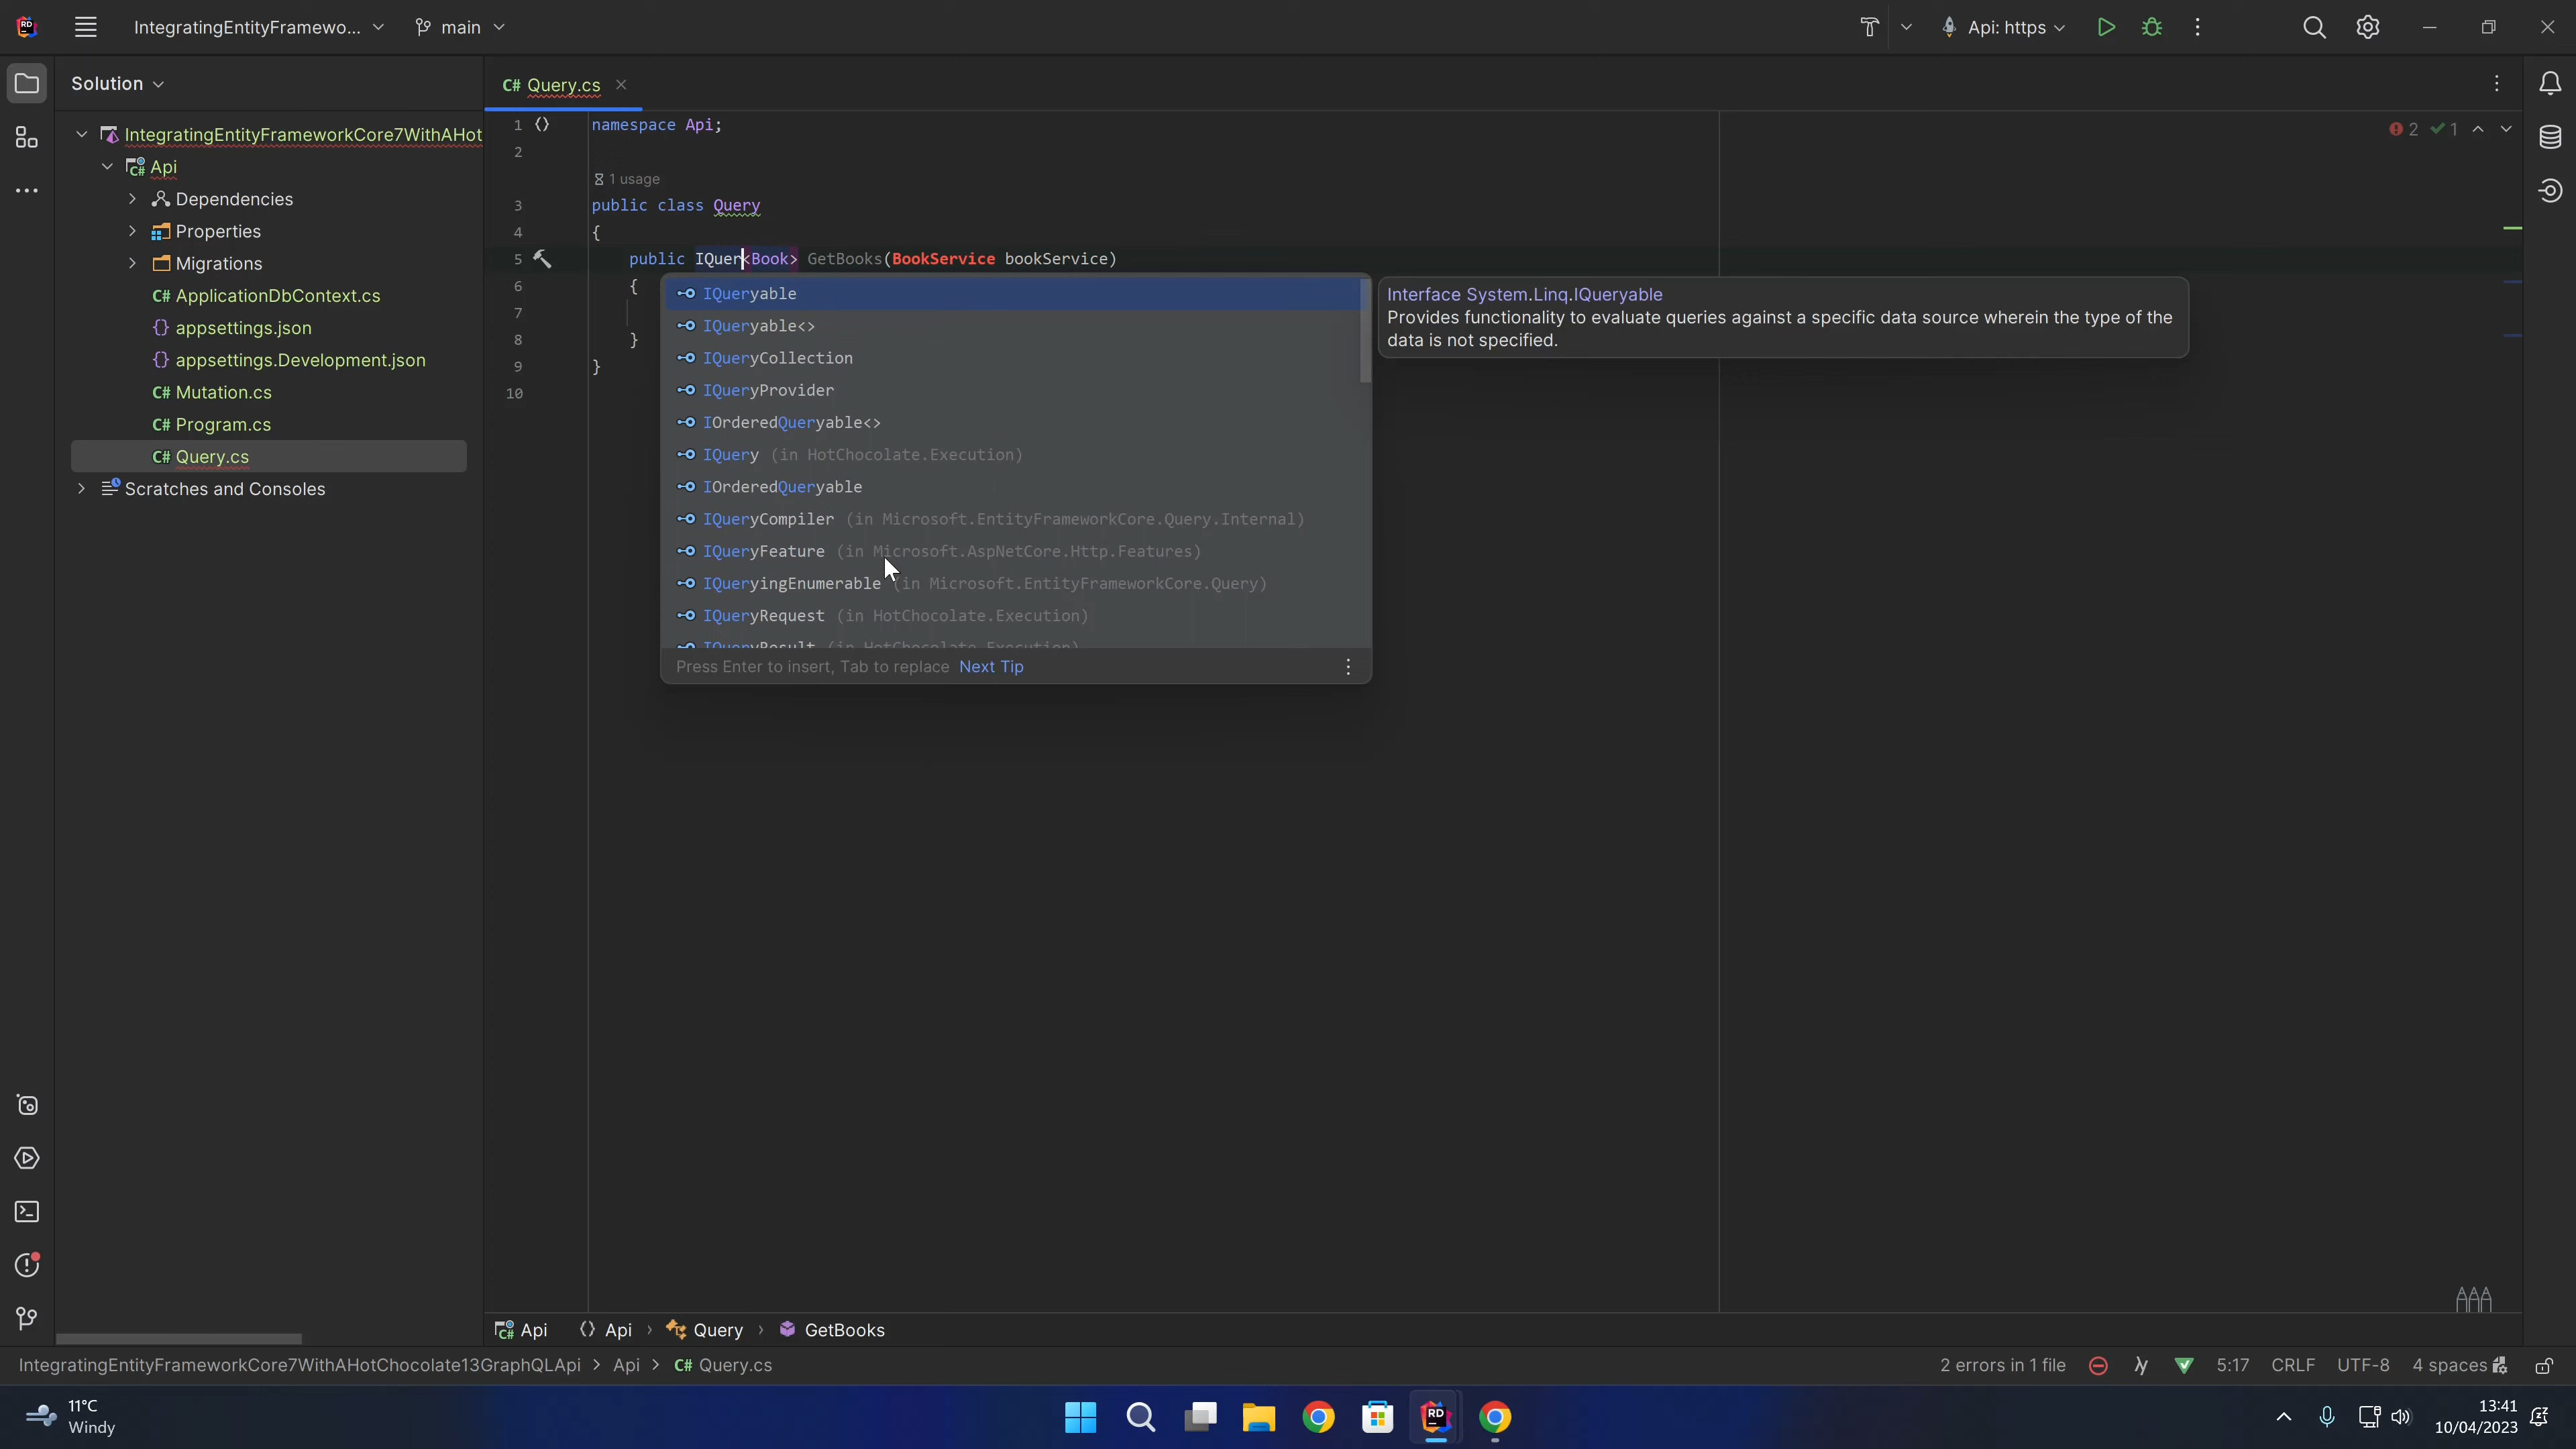 IntegratingEntityFramewo...
main
Api: https
Solution
C# Query.cs
IntegratingEntityFrameworkCore7WithAHot
Api
Dependencies
Properties
Migrations
C# ApplicationDbContext.cs
{} appsettings.json
{} appsettings.Development.json
C# Mutation.cs
C# Program.cs
C# Query.cs
Scratches and Consoles
2 1
1 namespace Api;
2
1 usage
3 public class Query
4 {
5 public IQuer<Book> GetBooks(BookService bookService)
6 {
7
8 }
9 }
10
IQueryable
IQueryable<>
IQueryCollection
IQueryProvider
IOrderedQueryable<>
IQuery (in HotChocolate.Execution)
IOrderedQueryable
IQueryCompiler (in Microsoft.EntityFrameworkCore.Query.Internal)
IQueryFeature (in Microsoft.AspNetCore.Http.Features)
IQueryingEnumerable (in Microsoft.EntityFrameworkCore.Query)
IQueryRequest (in HotChocolate.Execution)
IQueryResult (in HotChocolate.Execution)
Press Enter to insert, Tab to replace Next Tip
Interface System.Linq.IQueryable
Provides functionality to evaluate queries against a specific data source wherein the type of the
data is not specified.
Api {} Api > Query > GetBooks
IntegratingEntityFrameworkCore7WithAHotChocolate13GraphQLApi > Api > C# Query.cs
2 errors in 1 file 5:17 CRLF UTF-8 4 spaces
11°C
Windy
13:41
10/04/2023